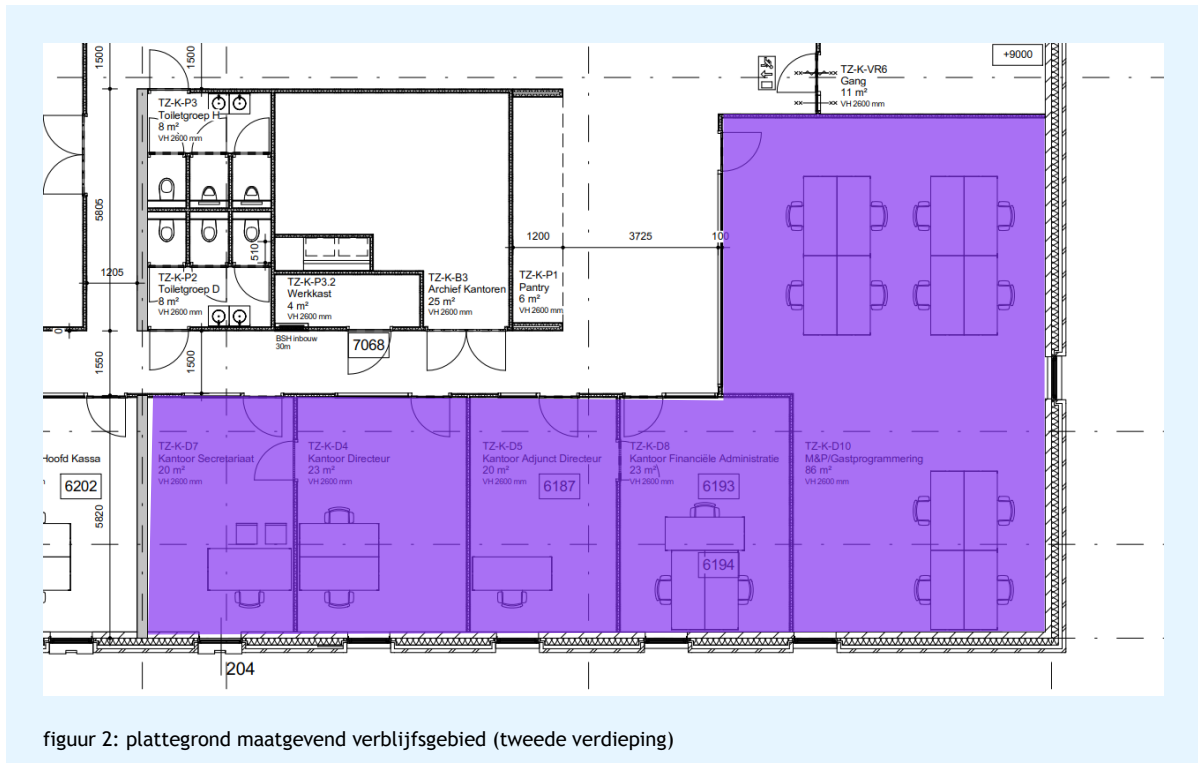 +9000
1500
1500
TZ-K-VR6
Gang
11 m²
VH 2600 mm
TZ-K-P3
Toiletgroep H
8 m²
VH 2600 mm
5805
1205
510
1200
3725
100
TZ-K-P2
Toiletgroep D
8 m²
VH 2600 mm
TZ-K-P3.2
Werkkast
4 m²
VH 2600 mm
TZ-K-B3
Archief Kantoren
25 m²
VH 2600 mm
TZ-K-P1
Pantry
6 m²
VH 2600 mm
0
BSH inbouw
30m
7068
1550
1500
Hoofd Kassa
6202
5820
TZ-K-D7
Kantoor Secretariaat
20 m²
VH 2600 mm
TZ-K-D4
Kantoor Directeur
23 m²
VH 2600 mm
TZ-K-D5
Kantoor Adjunct Directeur
20 m²
VH 2600 mm
6187
TZ-K-D8
Kantoor Financiële Administratie
23 m²
VH 2600 mm
6193
6194
TZ-K-D10
M&P/Gastprogrammering
86 m²
VH 2600 mm
204
figuur 2: plattegrond maatgevend verblijfsgebied (tweede verdieping)